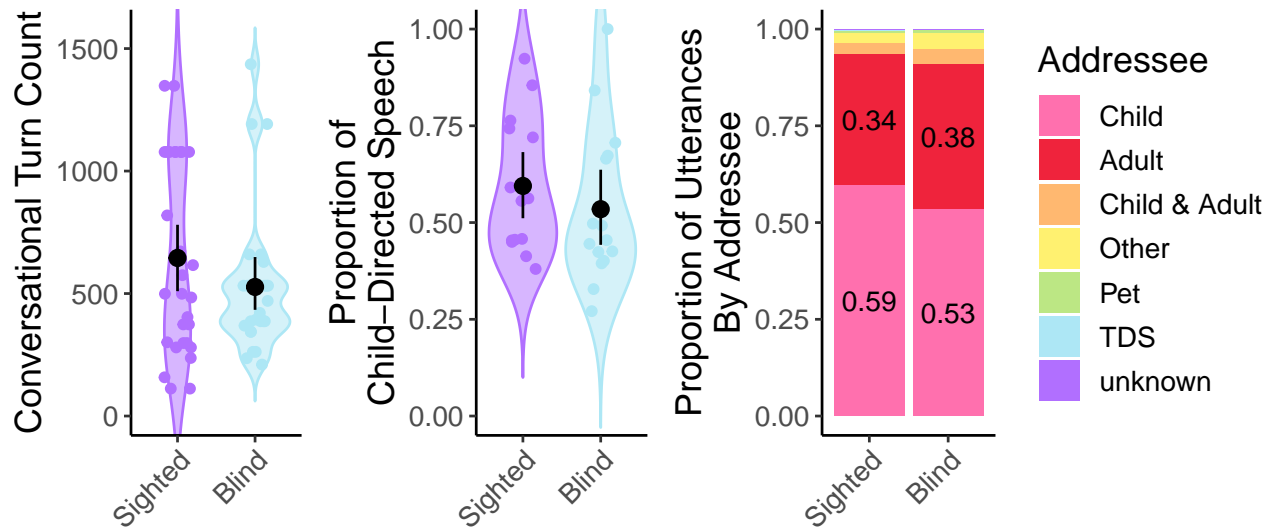 Conversational Turn Count
1500
1000
500
0
Sighted
Blind
Proportion of
Child−Directed Speech
1.00
0.75
0.50
0.25
0.00
Sighted
Blind
Proportion of Utterances
By Addressee
1.00
0.75
0.50
0.25
0.00
0.34
0.38
0.59
0.53
Sighted
Blind
Addressee
Child
Adult
Child & Adult
Other
Pet
TDS
unknown